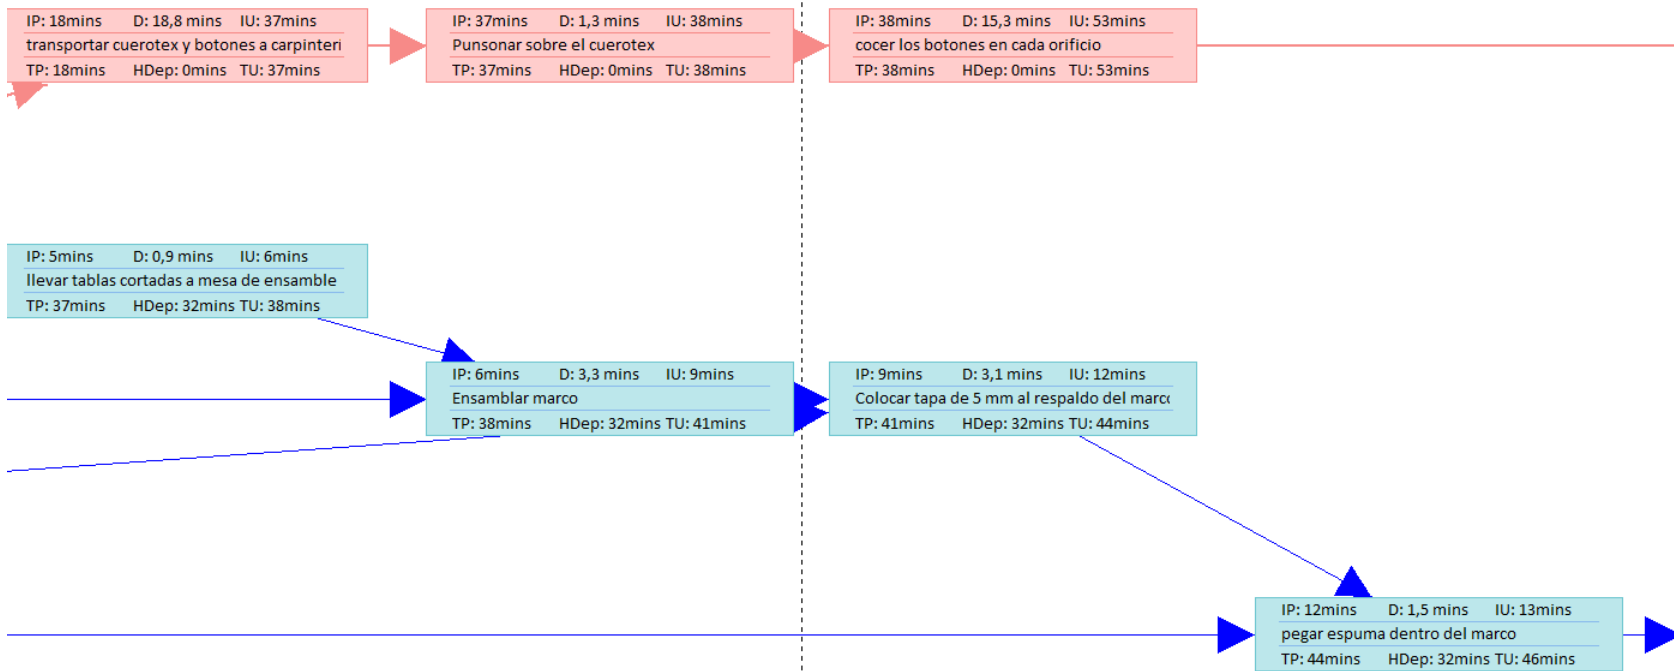 IP: 18mins D: 18,8 mins IU: 37mins
transportar cuerotex y botones a carpinteri
TP: 18mins HDep: 0mins TU: 37mins
IP: 37mins D: 1,3 mins IU: 38mins
Punsonar sobre el cuerotex
TP: 37mins HDep: 0mins TU: 38mins
IP: 38mins D: 15,3 mins IU: 53mins
cocer los botones en cada orificio
TP: 38mins HDep: 0mins TU: 53mins
IP: 5mins D: 0,9 mins IU: 6mins
llevar tablas cortadas a mesa de ensamble
TP: 37mins HDep: 32mins TU: 38mins
IP: 6mins D: 3,3 mins IU: 9mins
Ensamblar marco
TP: 38mins HDep: 32mins TU: 41mins
IP: 9mins D: 3,1 mins IU: 12mins
Colocar tapa de 5 mm al respaldo del marco
TP: 41mins HDep: 32mins TU: 44mins
IP: 12mins D: 1,5 mins IU: 13mins
pegar espuma dentro del marco
TP: 44mins HDep: 32mins TU: 46mins